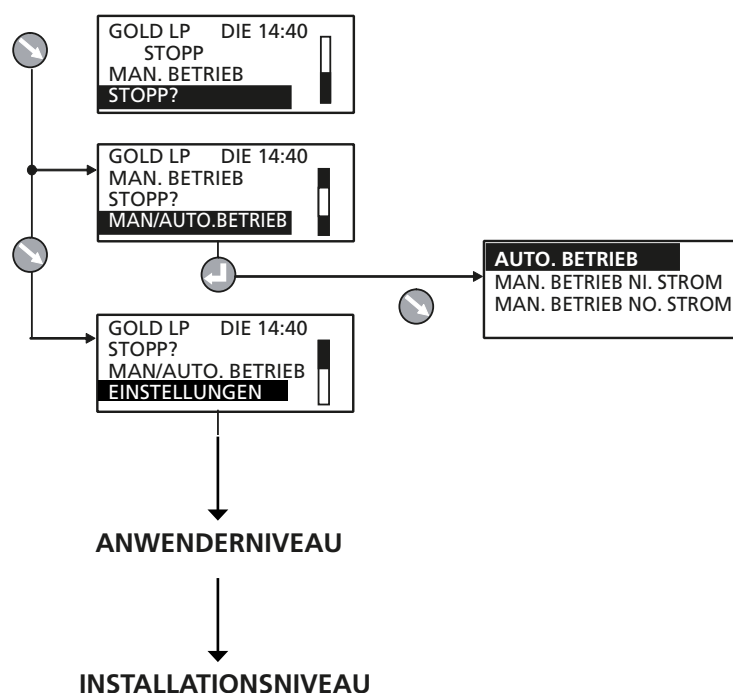 GOLD LP DIE 14:40
STOPP
MAN. BETRIEB
STOPP?
GOLD LP DIE 14:40
MAN. BETRIEB
STOPP?
MAN/AUTO.BETRIEB
AUTO. BETRIEB
MAN. BETRIEB NI. STROM
MAN. BETRIEB NO. STROM
GOLD LP DIE 14:40
STOPP?
MAN/AUTO. BETRIEB
EINSTELLUNGEN
ANWENDERNIVEAU
INSTALLATIONSNIVEAU